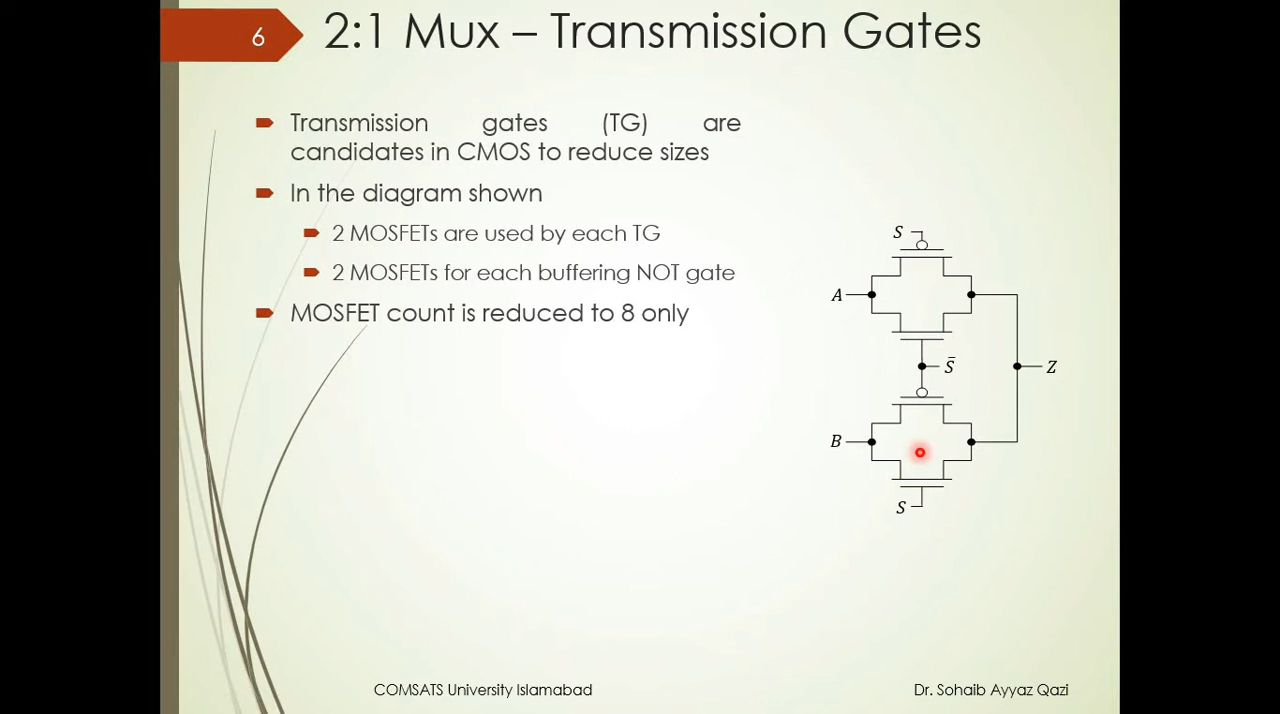 6
2:1 Mux – Transmission Gates
Transmission gates (TG) are
candidates in CMOS to reduce sizes
In the diagram shown
2 MOSFETs are used by each TG
2 MOSFETs for each buffering NOT gate
MOSFET count is reduced to 8 only
S
A
S̄
Z
B
S
COMSATS University Islamabad
Dr. Sohaib Ayyaz Qazi